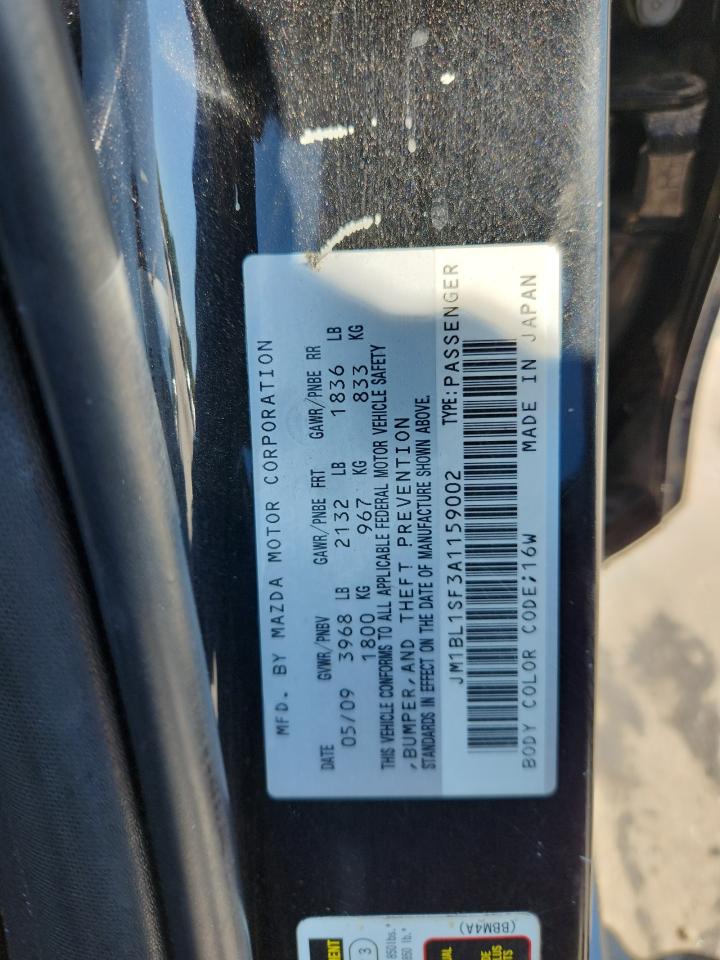 MFD. BY MAZDA MOTOR CORPORATION
DATE GVWR/PNBV GAWR/PNBE FRT GAWR/PNBE RR
05/09 3968 LB 2132 LB 1836 LB
1800 KG 967 KG 833 KG
THIS VEHICLE CONFORMS TO ALL APPLICABLE FEDERAL MOTOR VEHICLE SAFETY
,BUMPER,AND THEFT PREVENTION
STANDARDS IN EFFECT ON THE DATE OF MANUFACTURE SHOWN ABOVE.
JM1BL1SF3A1159002 TYPE:PASSENGER
BODY COLOR CODE;16W MADE IN JAPAN
3
850lbs.*
(BBM4A)